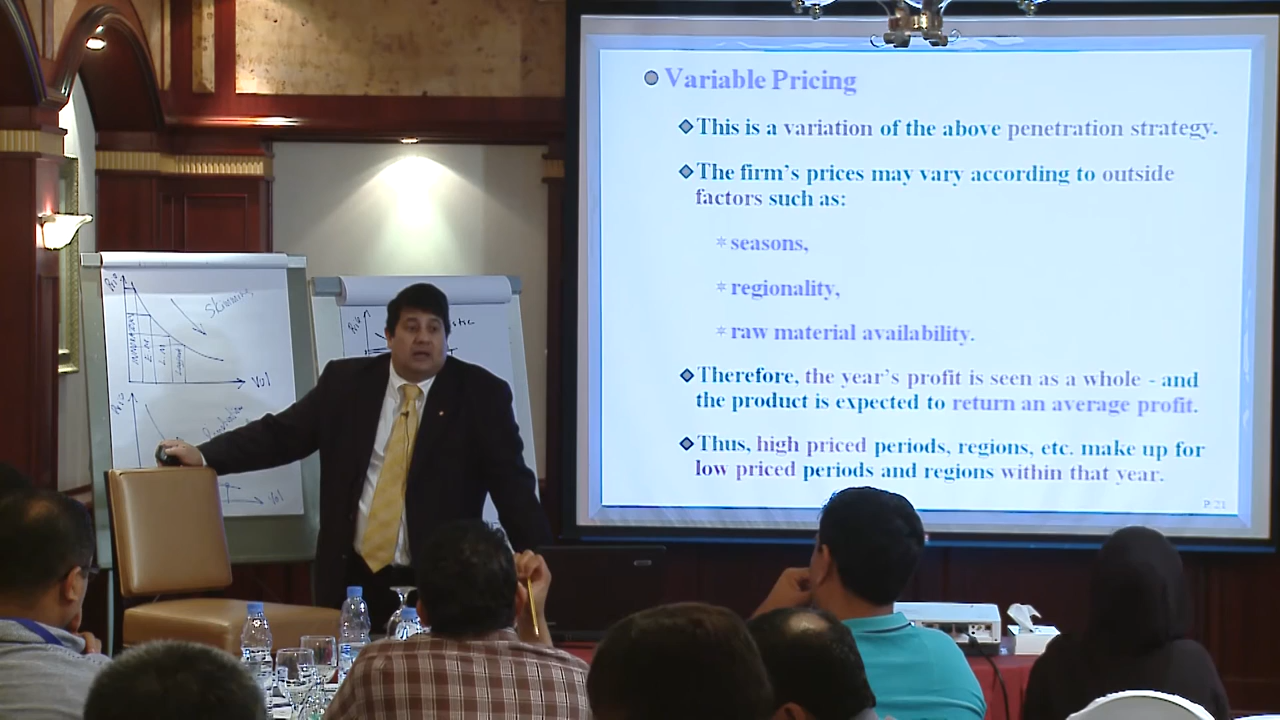 Variable Pricing
This is a variation of the above penetration strategy.
The firm's prices may vary according to outside
factors such as:
seasons,
regionality,
raw material availability.
Therefore, the year's profit is seen as a whole - and
the product is expected to return an average profit.
Thus, high priced periods, regions, etc. make up for
low priced periods and regions within that year.
P 21
Skimming
Vol
Vol